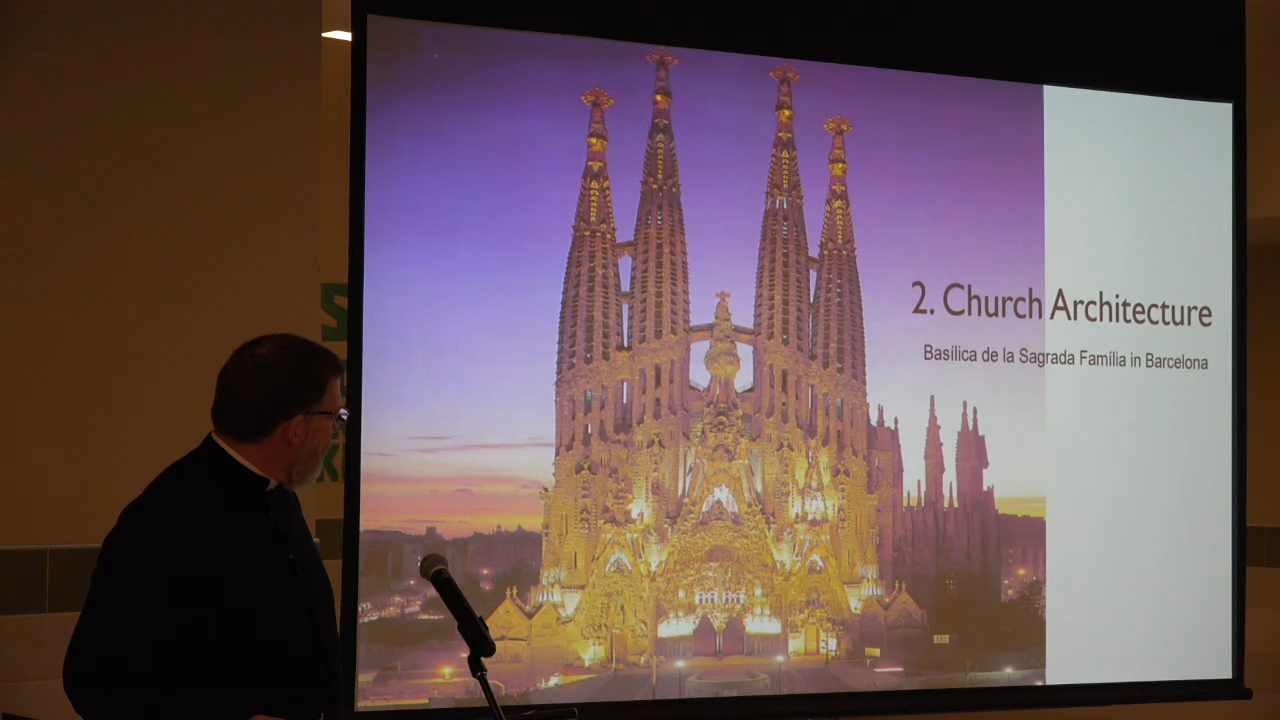 2. Church Architecture
Basílica de la Sagrada Família in Barcelona